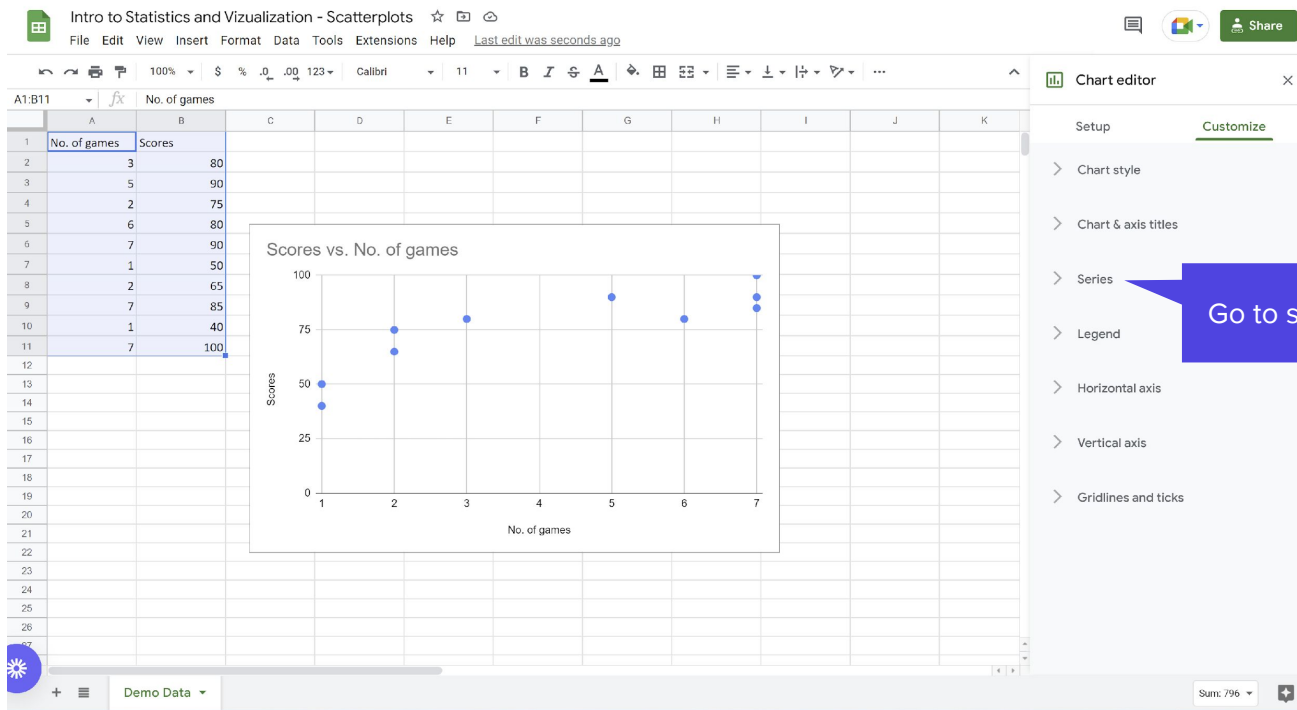 Intro to Statistics and Vizualization - Scatterplots
File Edit View Insert Format Data Tools Extensions Help Last edit was seconds ago
Share
100% $ % .0 .00 123 Calibri 11 B I S A
A1:B11 fx No. of games
A B C D E F G H I J K
1 No. of games Scores
2 3 80
3 5 90
4 2 75
5 6 80
6 7 90
7 1 50
8 2 65
9 7 85
10 1 40
11 7 100
12
13
14
15
16
17
18
19
20
21
22
23
24
25
26
27
Scores vs. No. of games
100
75
50
25
0
Scores
1 2 3 4 5 6 7
No. of games
Chart editor
Setup Customize
Chart style
Chart & axis titles
Series
Go to s
Legend
Horizontal axis
Vertical axis
Gridlines and ticks
Demo Data
Sum: 796